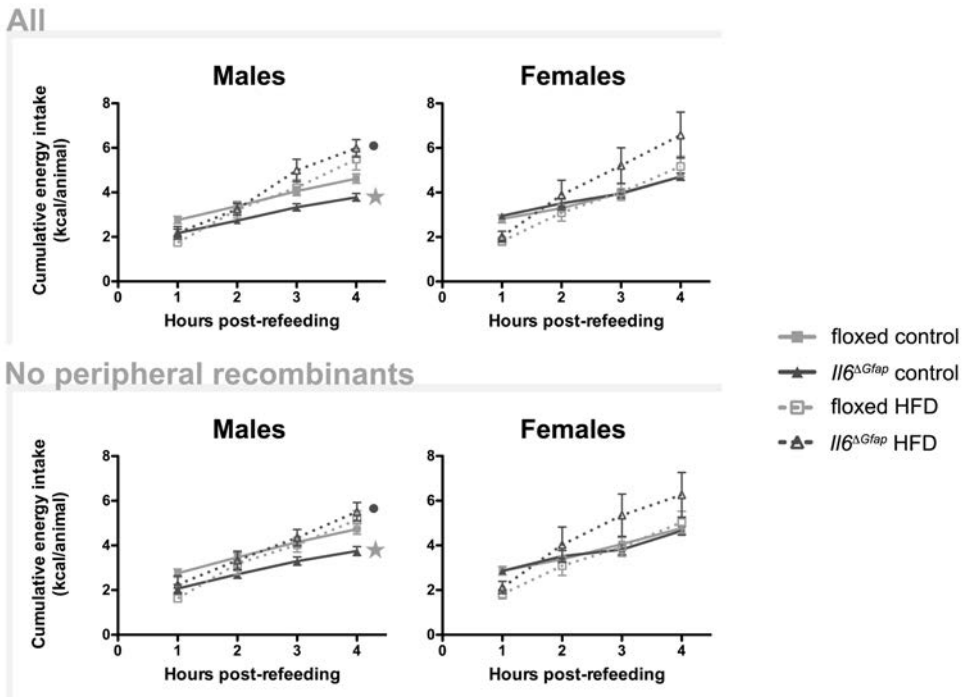 All
Males
Females
Cumulative energy intake
(kcal/animal)
8
6
4
2
0
0 1 2 3 4
Hours post-refeeding
8
6
4
2
0
0 1 2 3 4
Hours post-refeeding
floxed control
Il6ΔGfap control
floxed HFD
Il6ΔGfap HFD
No peripheral recombinants
Males
Females
Cumulative energy intake
(kcal/animal)
8
6
4
2
0
0 1 2 3 4
Hours post-refeeding
8
6
4
2
0
0 1 2 3 4
Hours post-refeeding